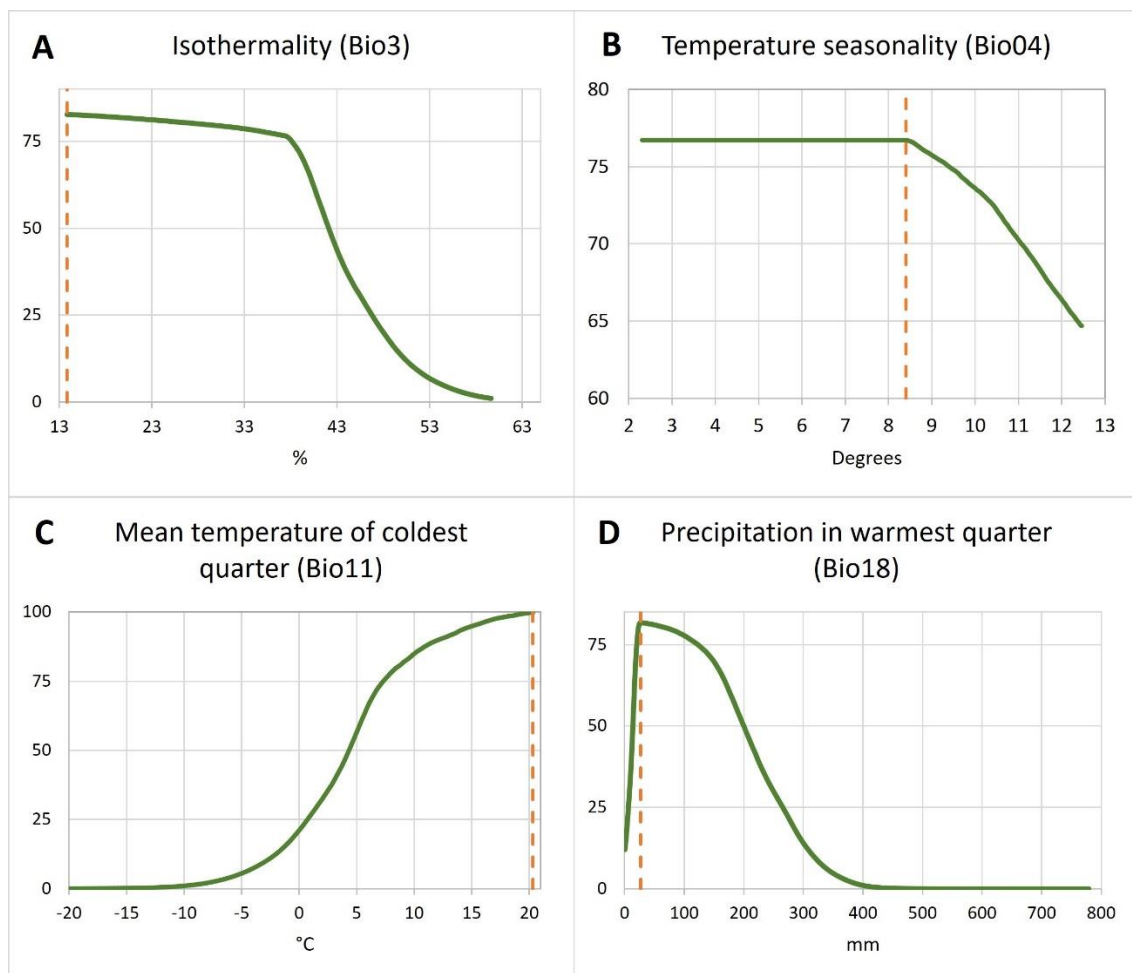 A
Isothermality (Bio3)
75
50
25
0
13 23 33 43 53 63
%
B
Temperature seasonality (Bio04)
80
75
70
65
60
2 3 4 5 6 7 8 9 10 11 12 13
Degrees
C
Mean temperature of coldest
quarter (Bio11)
100
75
50
25
0
-20 -15 -10 -5 0 5 10 15 20
°C
D
Precipitation in warmest quarter
(Bio18)
75
50
25
0
0 100 200 300 400 500 600 700 800
mm